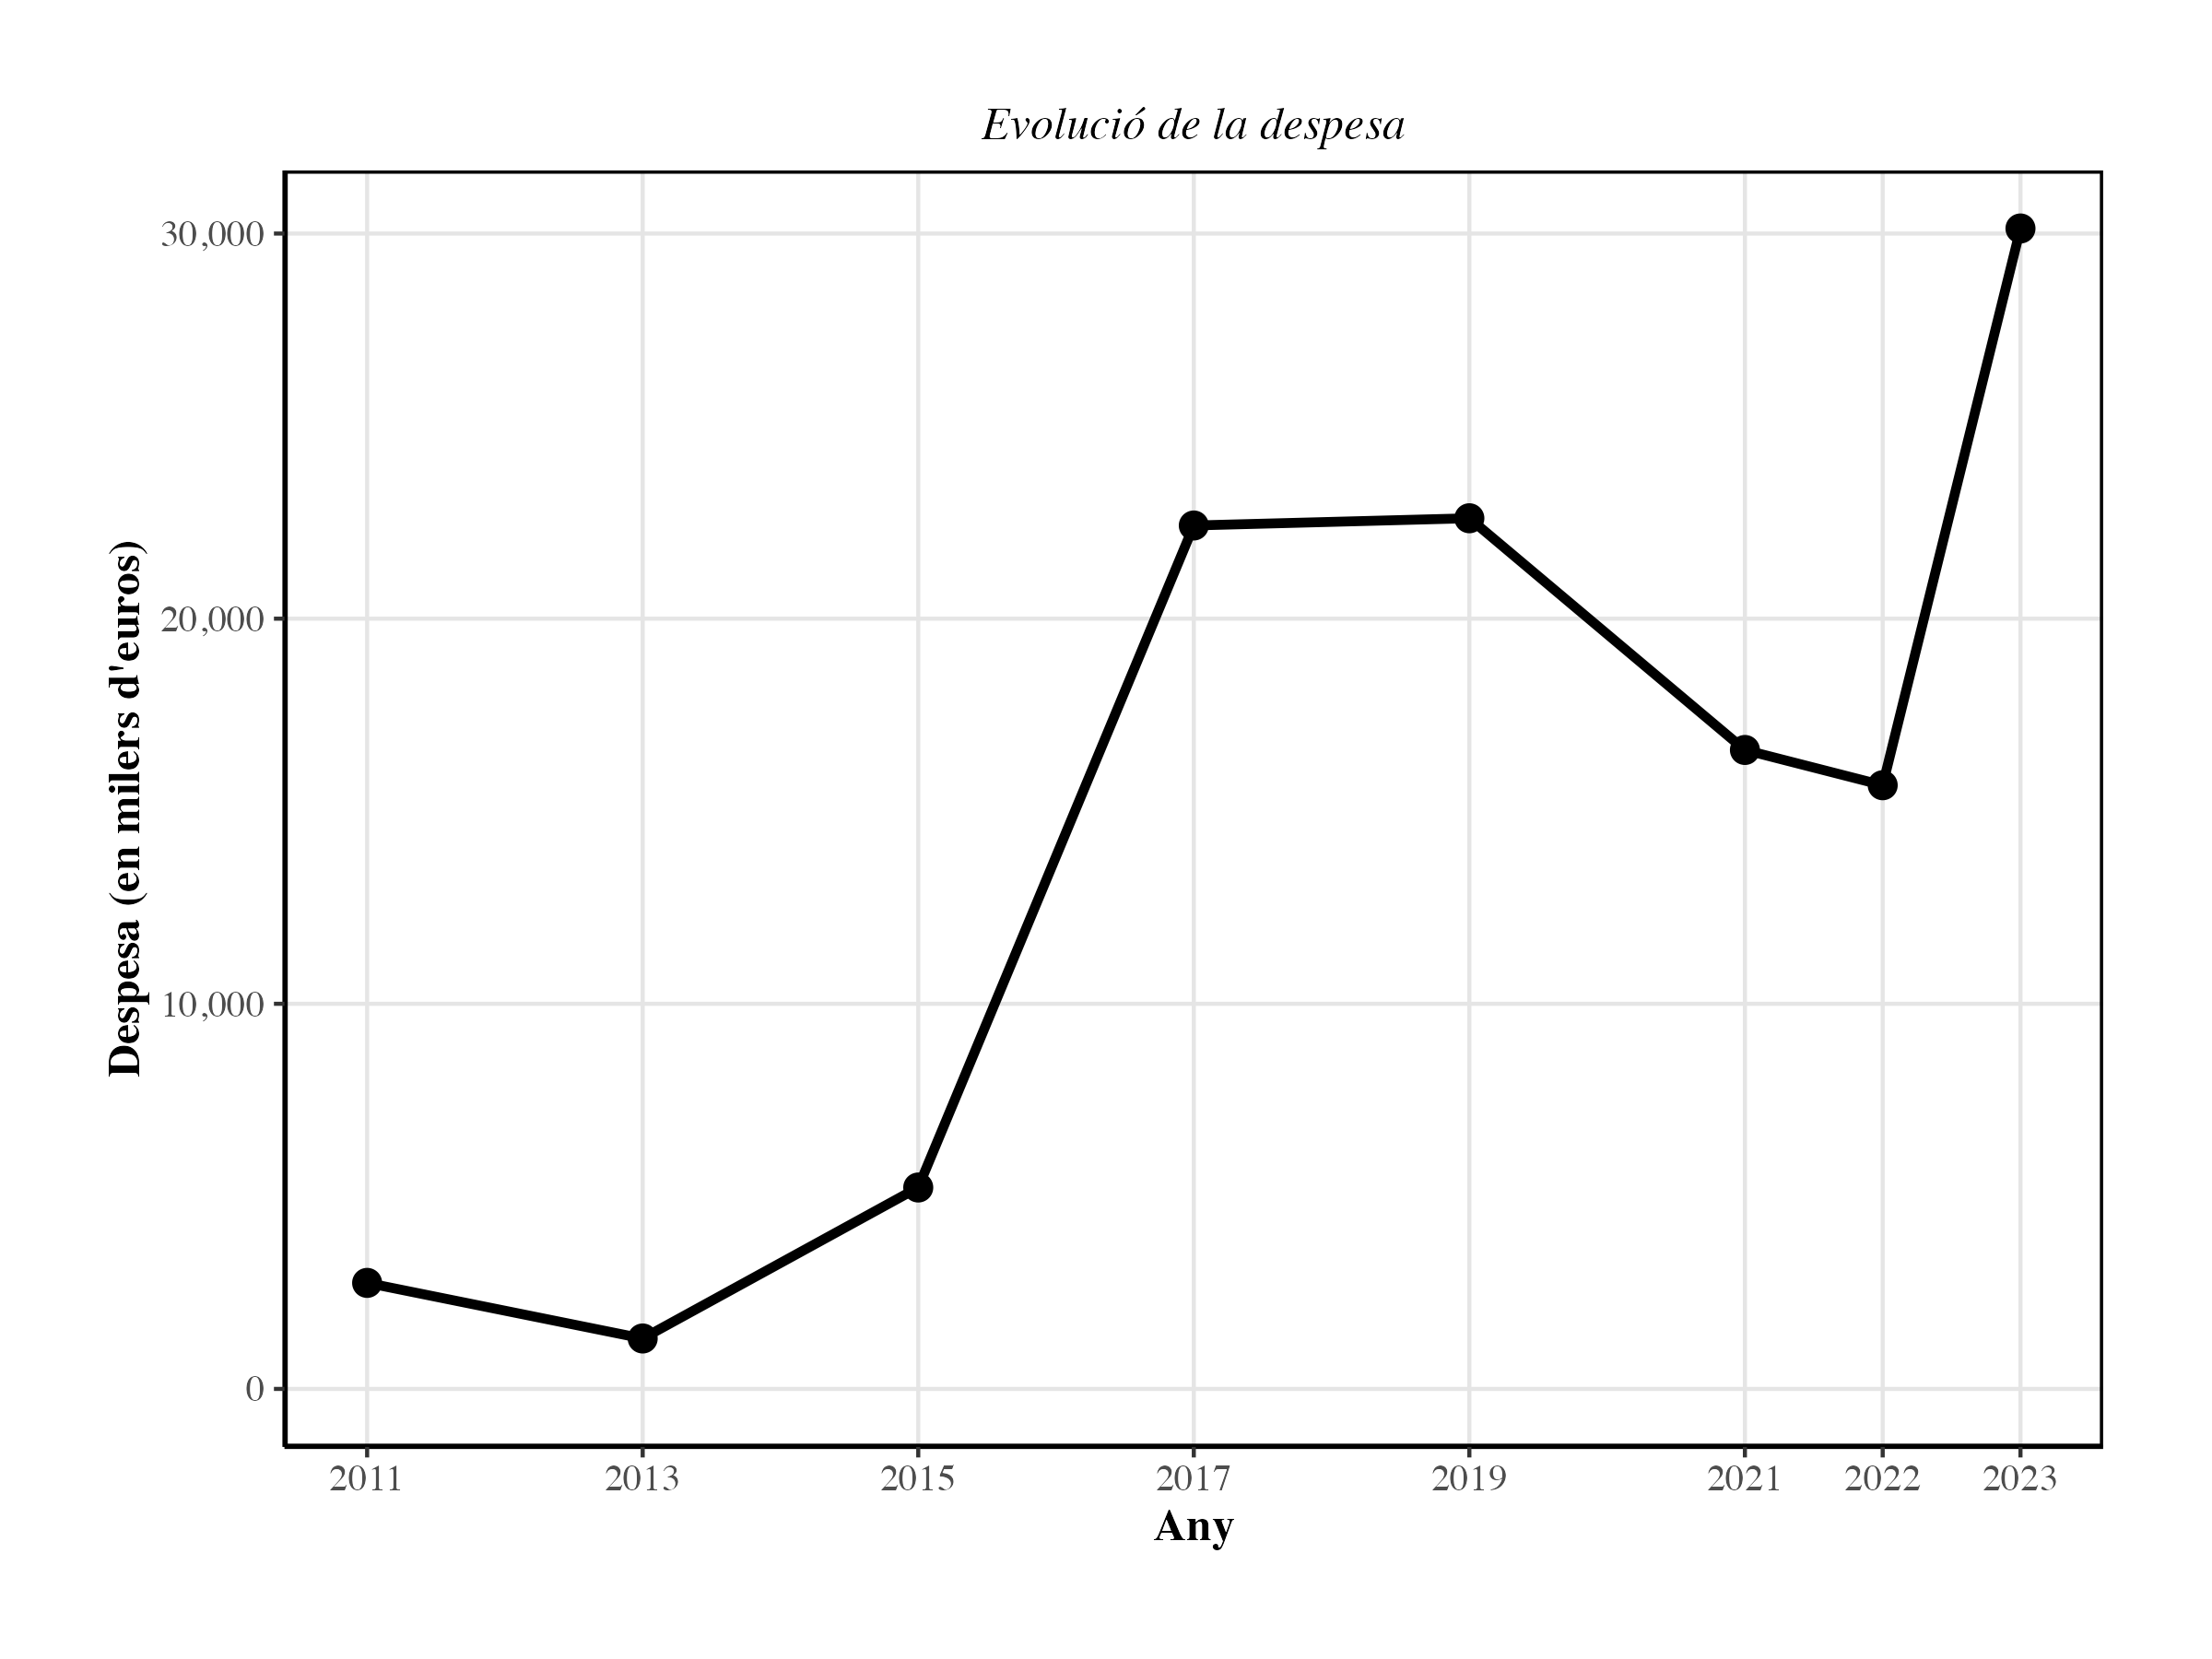 Evolució de la despesa
Despesa (en milers d'euros)
30,000
20,000
10,000
0
2011 2013 2015 2017 2019 2021 2022 2023
Any